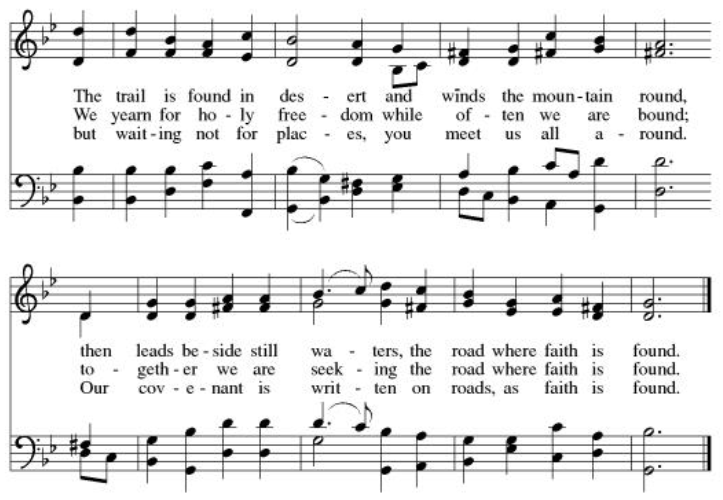 The trail is found in des - ert and winds the moun - tain round,
We yearn for ho - ly free - dom while of - ten we are bound;
but wait - ing not for plac - es, you meet us all a - round.
then leads be - side still wa - ters, the road where faith is found.
to - geth - er we are seek - ing the road where faith is found.
Our cov - e - nant is writ - ten on roads, as faith is found.